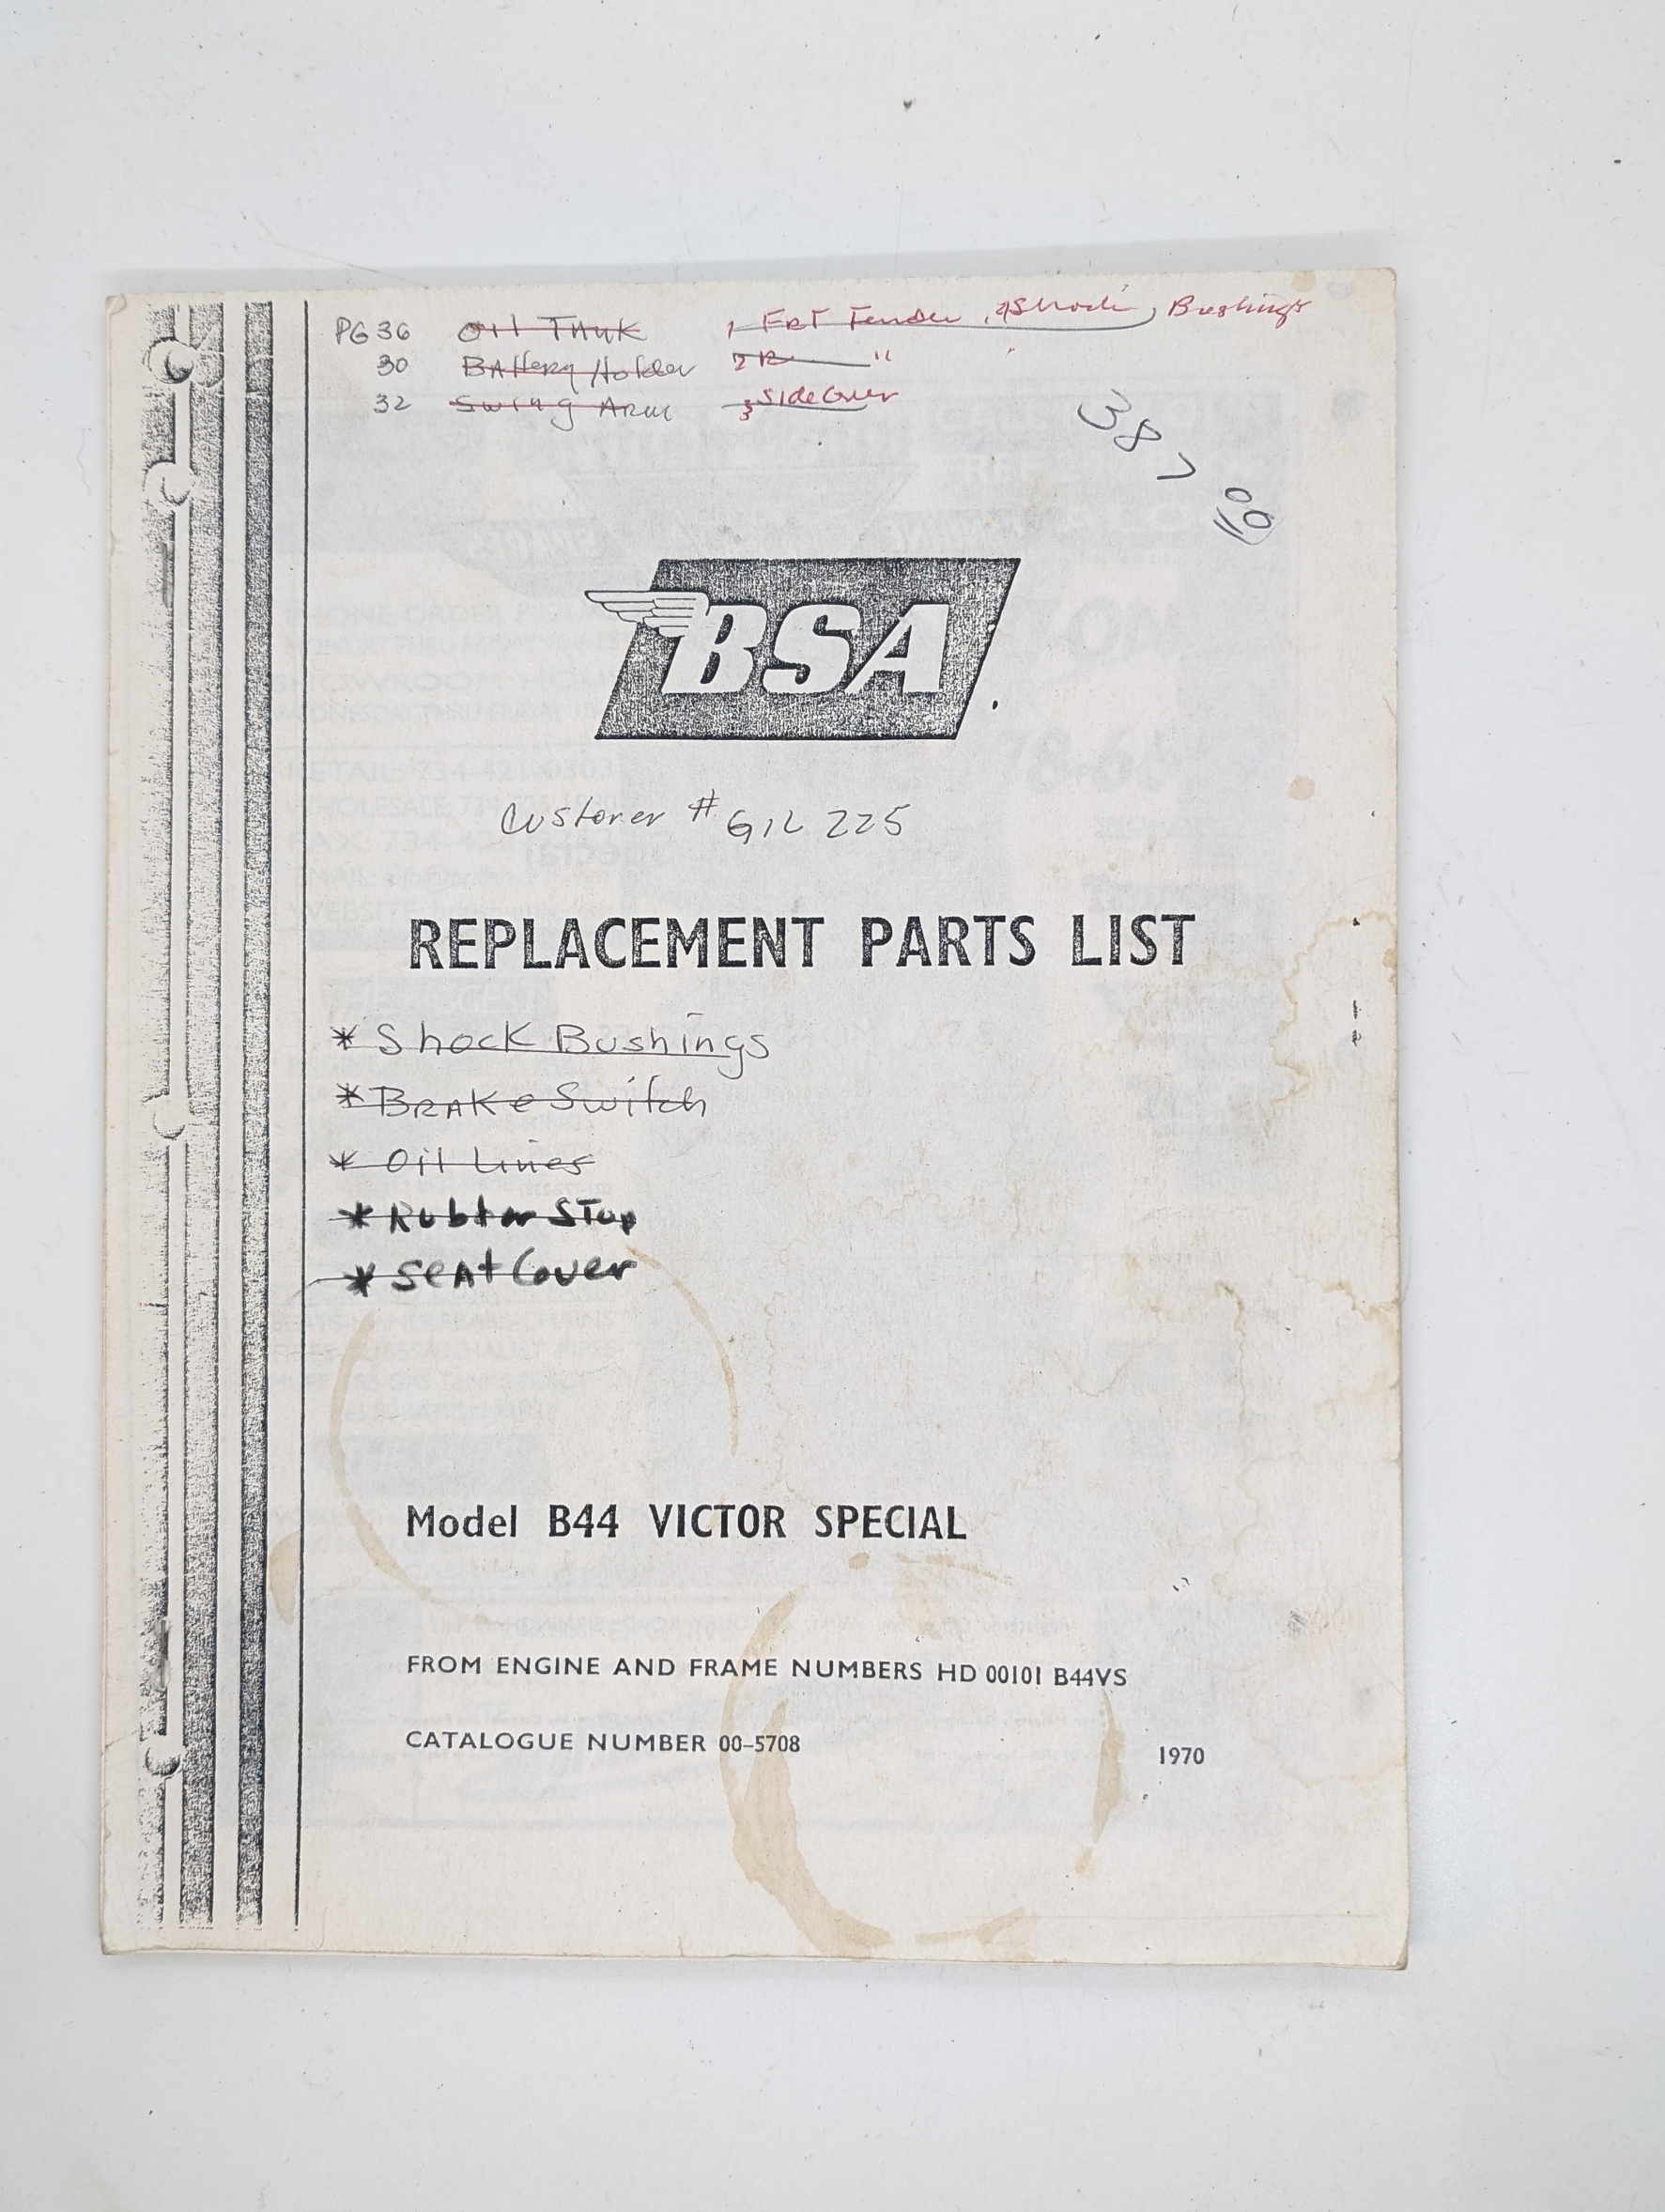 PG 36 Oil Tank 1 FRT Fender, Bushings
30 Battery Holder 2 R "
32 Swing Arm 3 Side Cover
387 00
BSA
Customer # GIL 225
REPLACEMENT PARTS LIST
* Shock Bushings
* Brake Switch
* Oil Lines
* Rubber Stop
* Seat Cover
Model B44 VICTOR SPECIAL
FROM ENGINE AND FRAME NUMBERS HD 00101 B44VS
CATALOGUE NUMBER 00-5708 1970